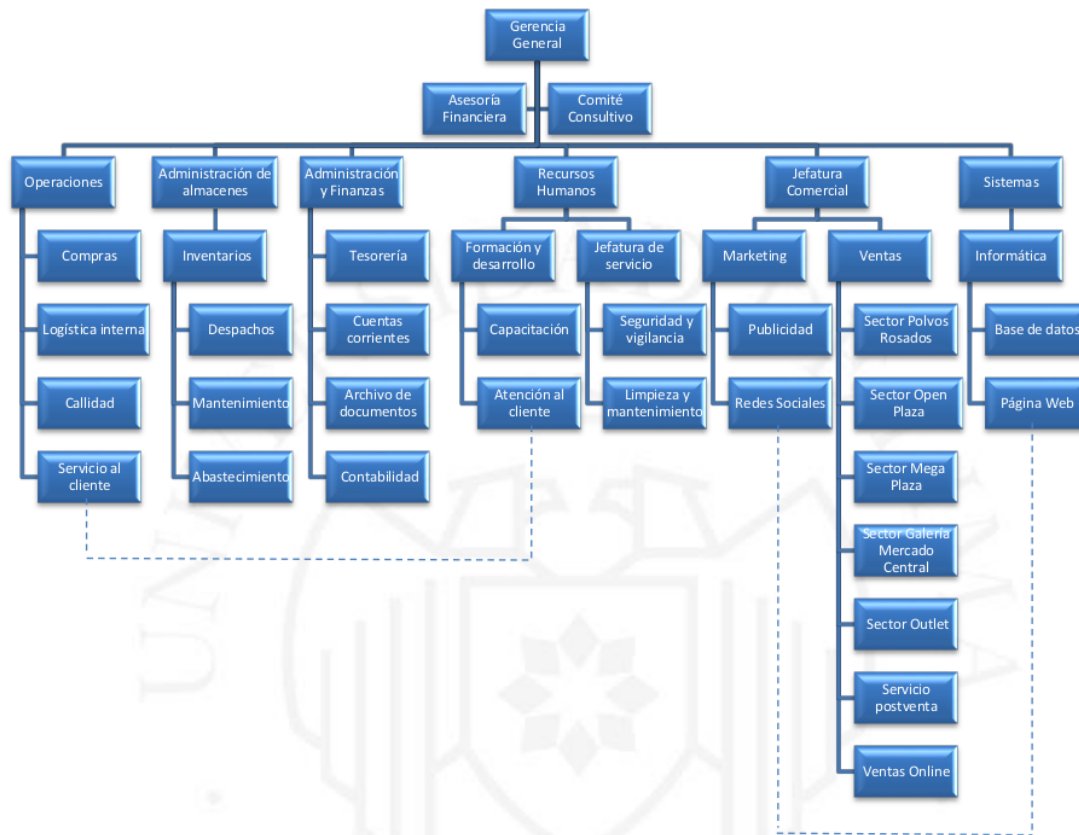 Gerencia
General
Asesoría
Financiera
Comité
Consultivo
Operaciones
Administración de
almacenes
Administración
y Finanzas
Recursos
Humanos
Jefatura
Comercial
Sistemas
Compras
Inventarios
Tesorería
Formación y
desarrollo
Jefatura de
servicio
Marketing
Ventas
Informática
Logística interna
Despachos
Cuentas
corrientes
Capacitación
Seguridad y
vigilancia
Publicidad
Sector Polvos
Rosados
Base de datos
Callidad
Mantenimiento
Archivo de
documentos
Atención al
cliente
Limpieza y
mantenimiento
Redes Sociales
Sector Open
Plaza
Página Web
Servicio al
cliente
Abastecimiento
Contabilidad
Sector Mega
Plaza
Sector Galería
Mercado
Central
Sector Outlet
Servicio
postventa
Ventas Online